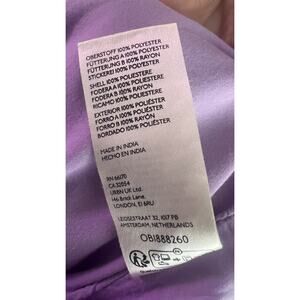 OBERSTOFF 100% POLYESTER
FÜTTERUNG A 100% POLYESTER
FÜTTERUNG B 100% RAYON
STICKEREI 100% POLYESTER
SHELL 100% POLIESTERE
FODERA A 100% POLIESTERE
FODERA B 100% RAYON
RICAMO 100% POLIESTERE
EXTERIOR 100% POLIÉSTER
FORRO A 100% POLIÉSTER
FORRO B 100% RAYÓN
BORDADO 100% POLIÉSTER
MADE IN INDIA
HECHO EN INDIA
RN 66170
CA 32054
URBN UK Ltd.
146 Brick Lane,
LONDON, E1 6RU
LEIDSESTRAAT 32, 1017 PB
AMSTERDAM, NETHERLANDS
OBI888260